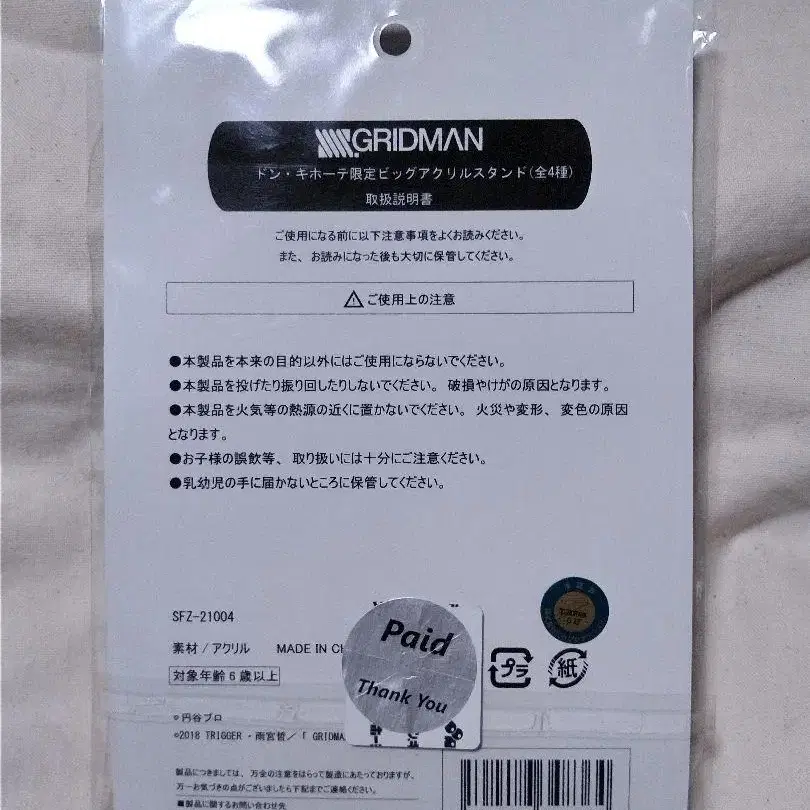 GRIDMAN
ドン・キホーテ限定ビッグアクリルスタンド(全4種)
取扱説明書
ご使用になる前に以下注意事項をよくお読みください。
また、お読みになった後も大切に保管してください。
ご使用上の注意
●本製品を本来の目的以外にはご使用にならないでください。
●本製品を投げたり振り回したりしないでください。破損やけがの原因となります。
●本製品を火気等の熱源の近くに置かないでください。火災や変形、変色の原因
となります。
●お子様の誤飲等、取り扱いには十分にご注意ください。
●乳幼児の手に届かないところに保管してください。
SFZ-21004
素材/アクリル MADE IN CH
対象年齢6歳以上
Paid
Thank You
プラ
紙
©円谷プロ
©2018 TRIGGER・雨宮哲/「GRIDMA
製品につきましては、万全の注意をはらって製造にあたっておりますが、
万一お気づきの点がございましたら下記までご連絡ください。
■製品に関するお問い合わせ先